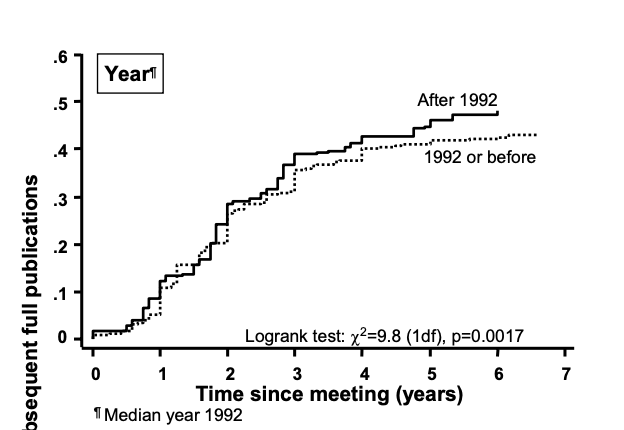 .6
Year¶
.5
After 1992
.4
1992 or before
.3
.2
.1
Logrank test: χ²=9.8 (1df), p=0.0017
0
0 1 2 3 4 5 6 7
Time since meeting (years)
¶ Median year 1992
full publications